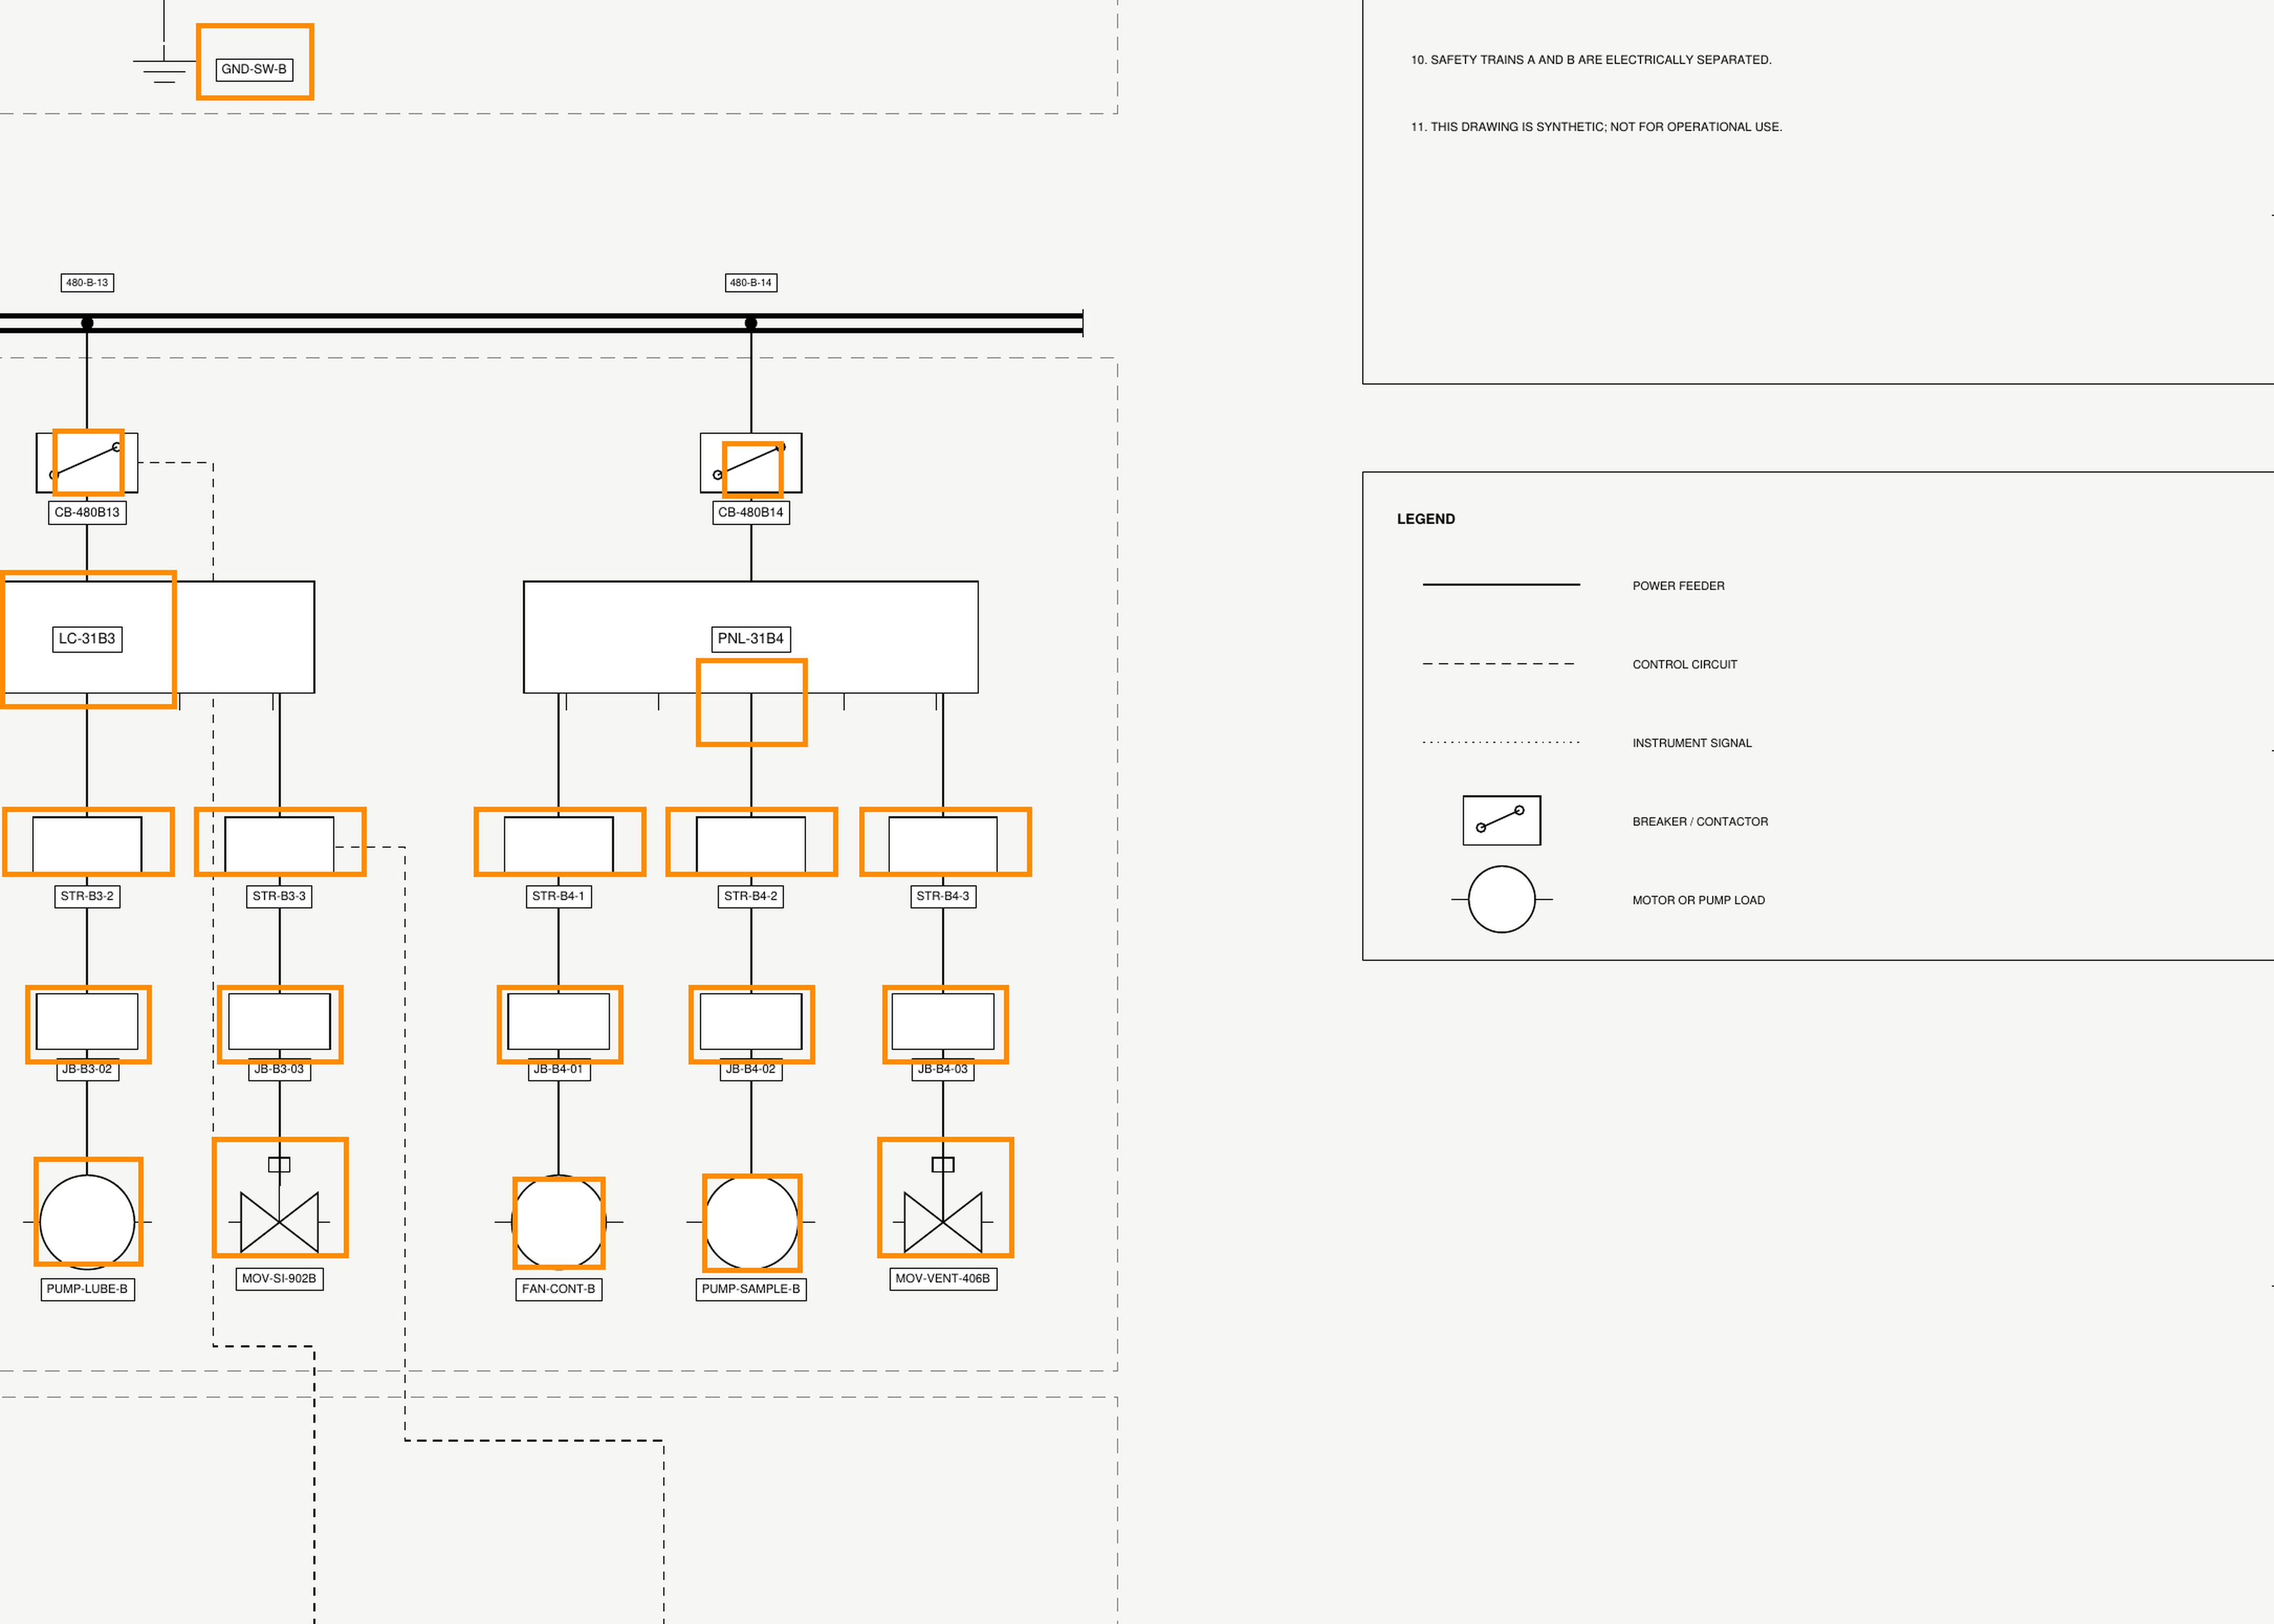 GND-SW-B
10. SAFETY TRAINS A AND B ARE ELECTRICALLY SEPARATED.
11. THIS DRAWING IS SYNTHETIC; NOT FOR OPERATIONAL USE.
480-B-13
480-B-14
CB-480B13
CB-480B14
LC-31B3
PNL-31B4
STR-B3-2
STR-B3-3
STR-B4-1
STR-B4-2
STR-B4-3
JB-B3-02
JB-B3-03
JB-B4-01
JB-B4-02
JB-B4-03
PUMP-LUBE-B
MOV-SI-902B
FAN-CONT-B
PUMP-SAMPLE-B
MOV-VENT-406B
LEGEND
POWER FEEDER
CONTROL CIRCUIT
INSTRUMENT SIGNAL
BREAKER / CONTACTOR
MOTOR OR PUMP LOAD